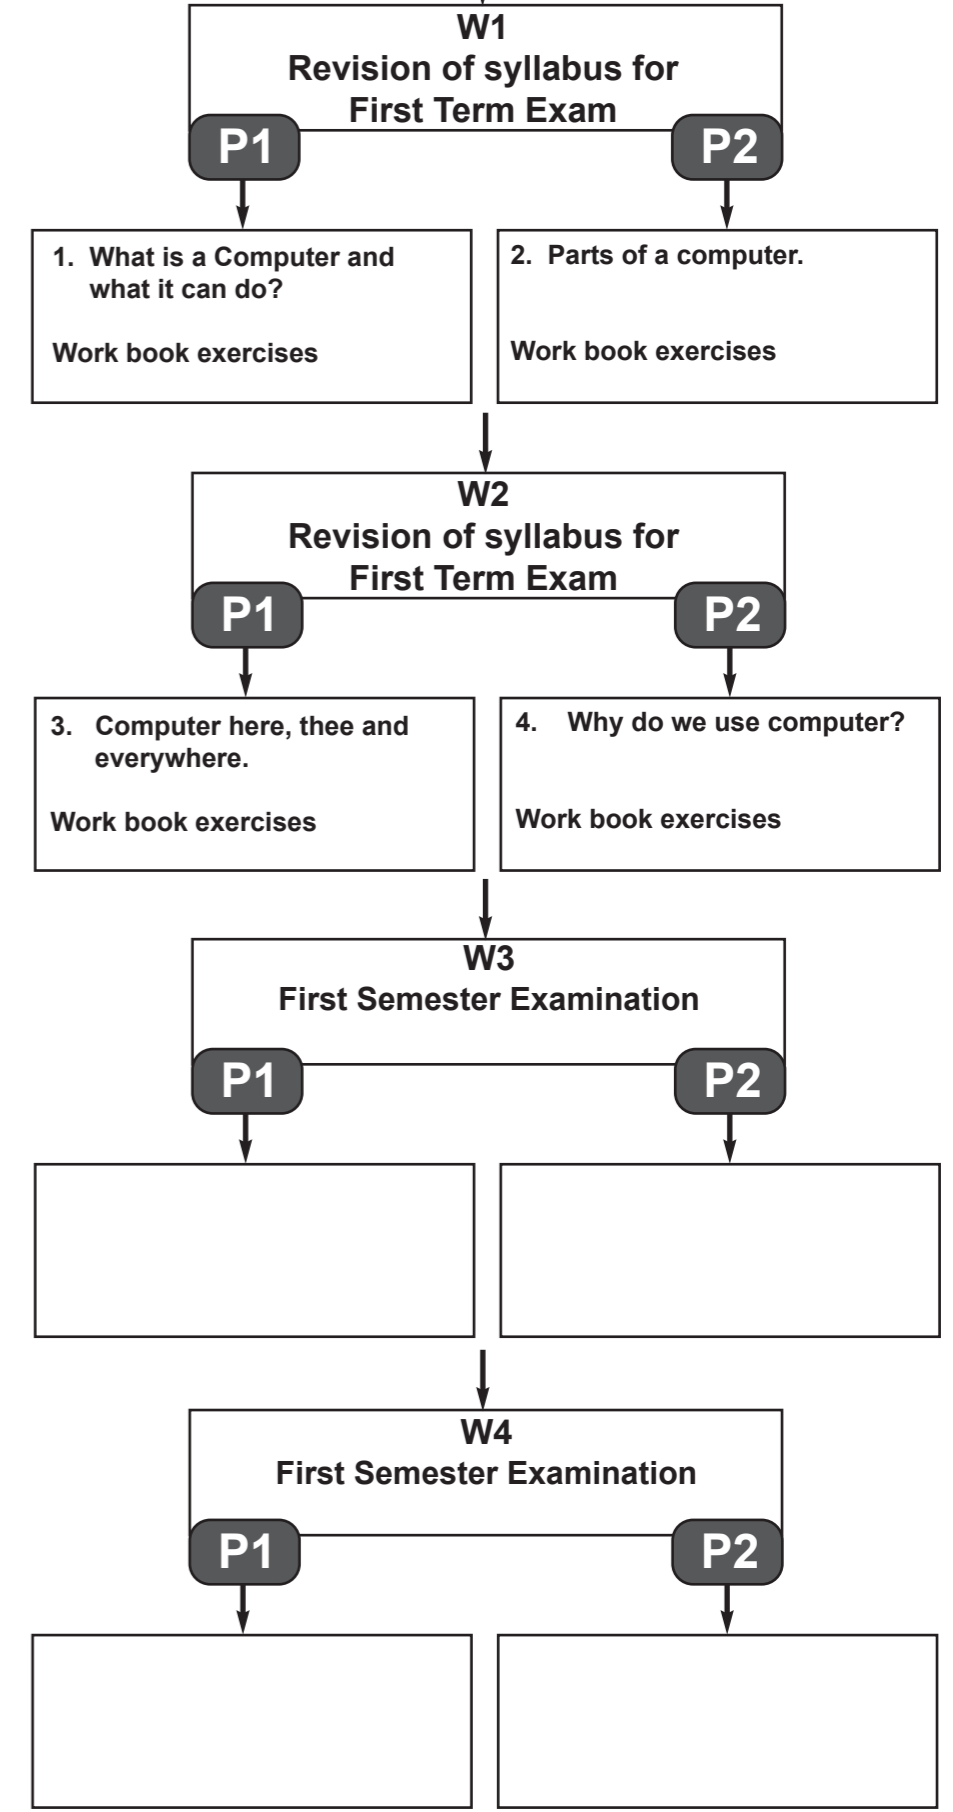 W1
Revision of syllabus for
First Term Exam
P1
P2
1. What is a Computer and
what it can do?
Work book exercises
2. Parts of a computer.
Work book exercises
W2
Revision of syllabus for
First Term Exam
P1
P2
3. Computer here, thee and
everywhere.
Work book exercises
4. Why do we use computer?
Work book exercises
W3
First Semester Examination
P1
P2
W4
First Semester Examination
P1
P2